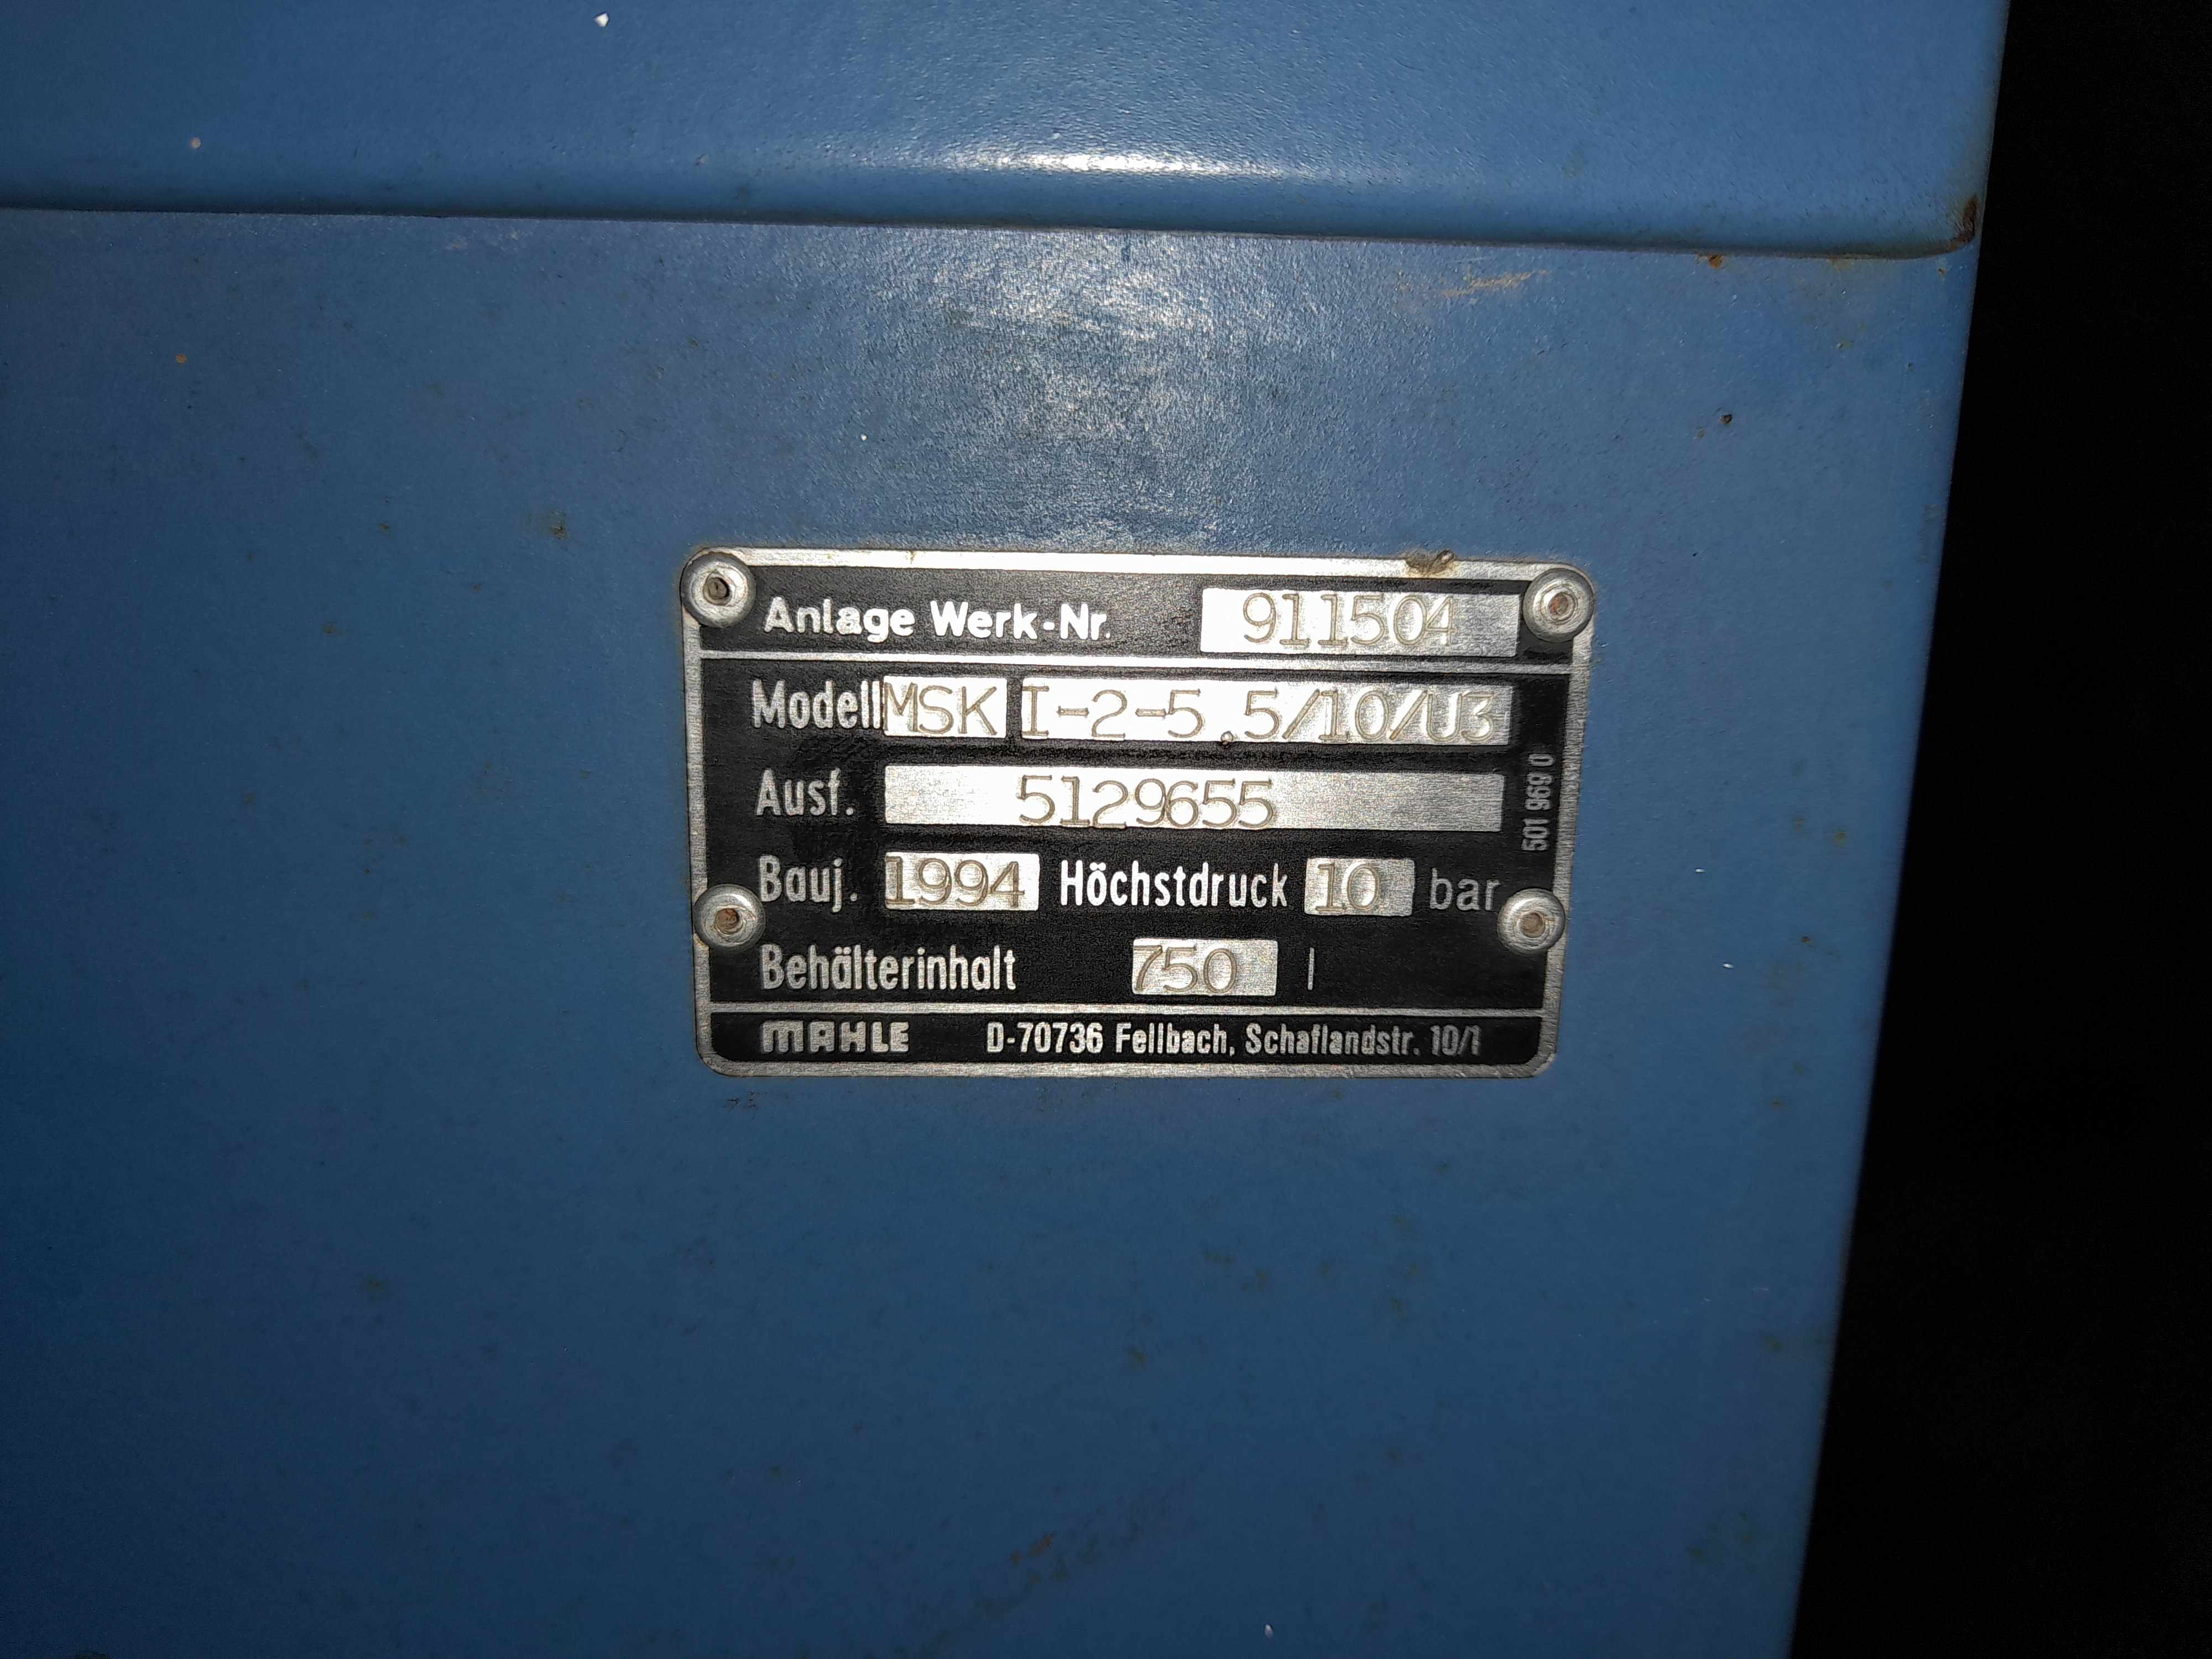 Anlage Werk-Nr. 911504
Modell MSK I-2-5.5/10/U3
Ausf. 5129655
Bauj. 1994 Höchstdruck 10 bar
Behälterinhalt 750 l
MAHLE D-70736 Fellbach, Schaflandstr. 10/1
501 969 0